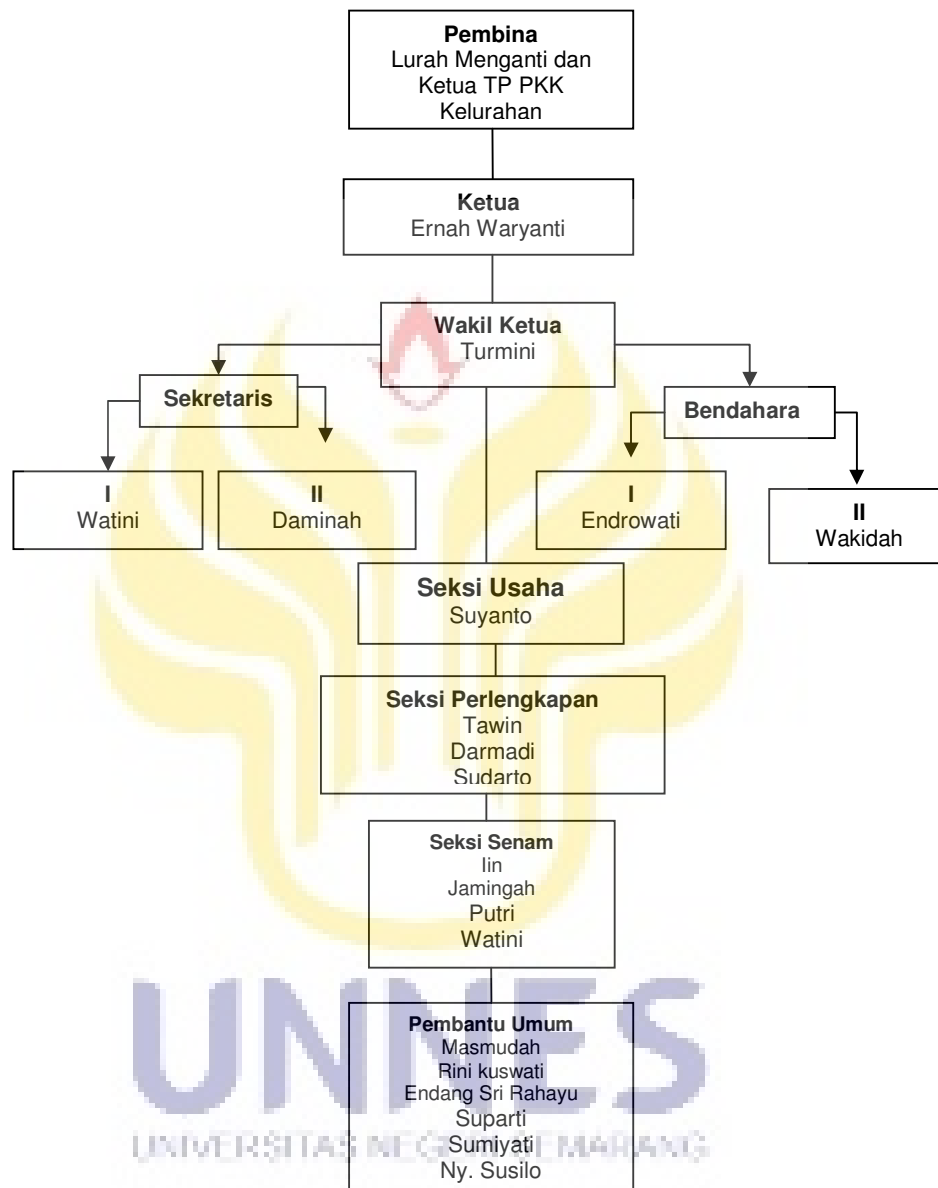 Pembina
Lurah Menganti dan
Ketua TP PKK
Kelurahan
Ketua
Ernah Waryanti
Wakil Ketua
Turmini
Sekretaris
Bendahara
I
Watini
II
Daminah
I
Endrowati
II
Wakidah
Seksi Usaha
Suyanto
Seksi Perlengkapan
Tawin
Darmadi
Sudarto
Seksi Senam
Iin
Jamingah
Putri
Watini
UNNES
Pembantu Umum
Masmudah
Rini kuswati
Endang Sri Rahayu
Suparti
Sumiyati
Ny. Susilo
UNIVERSITAS NEGERI SEMARANG